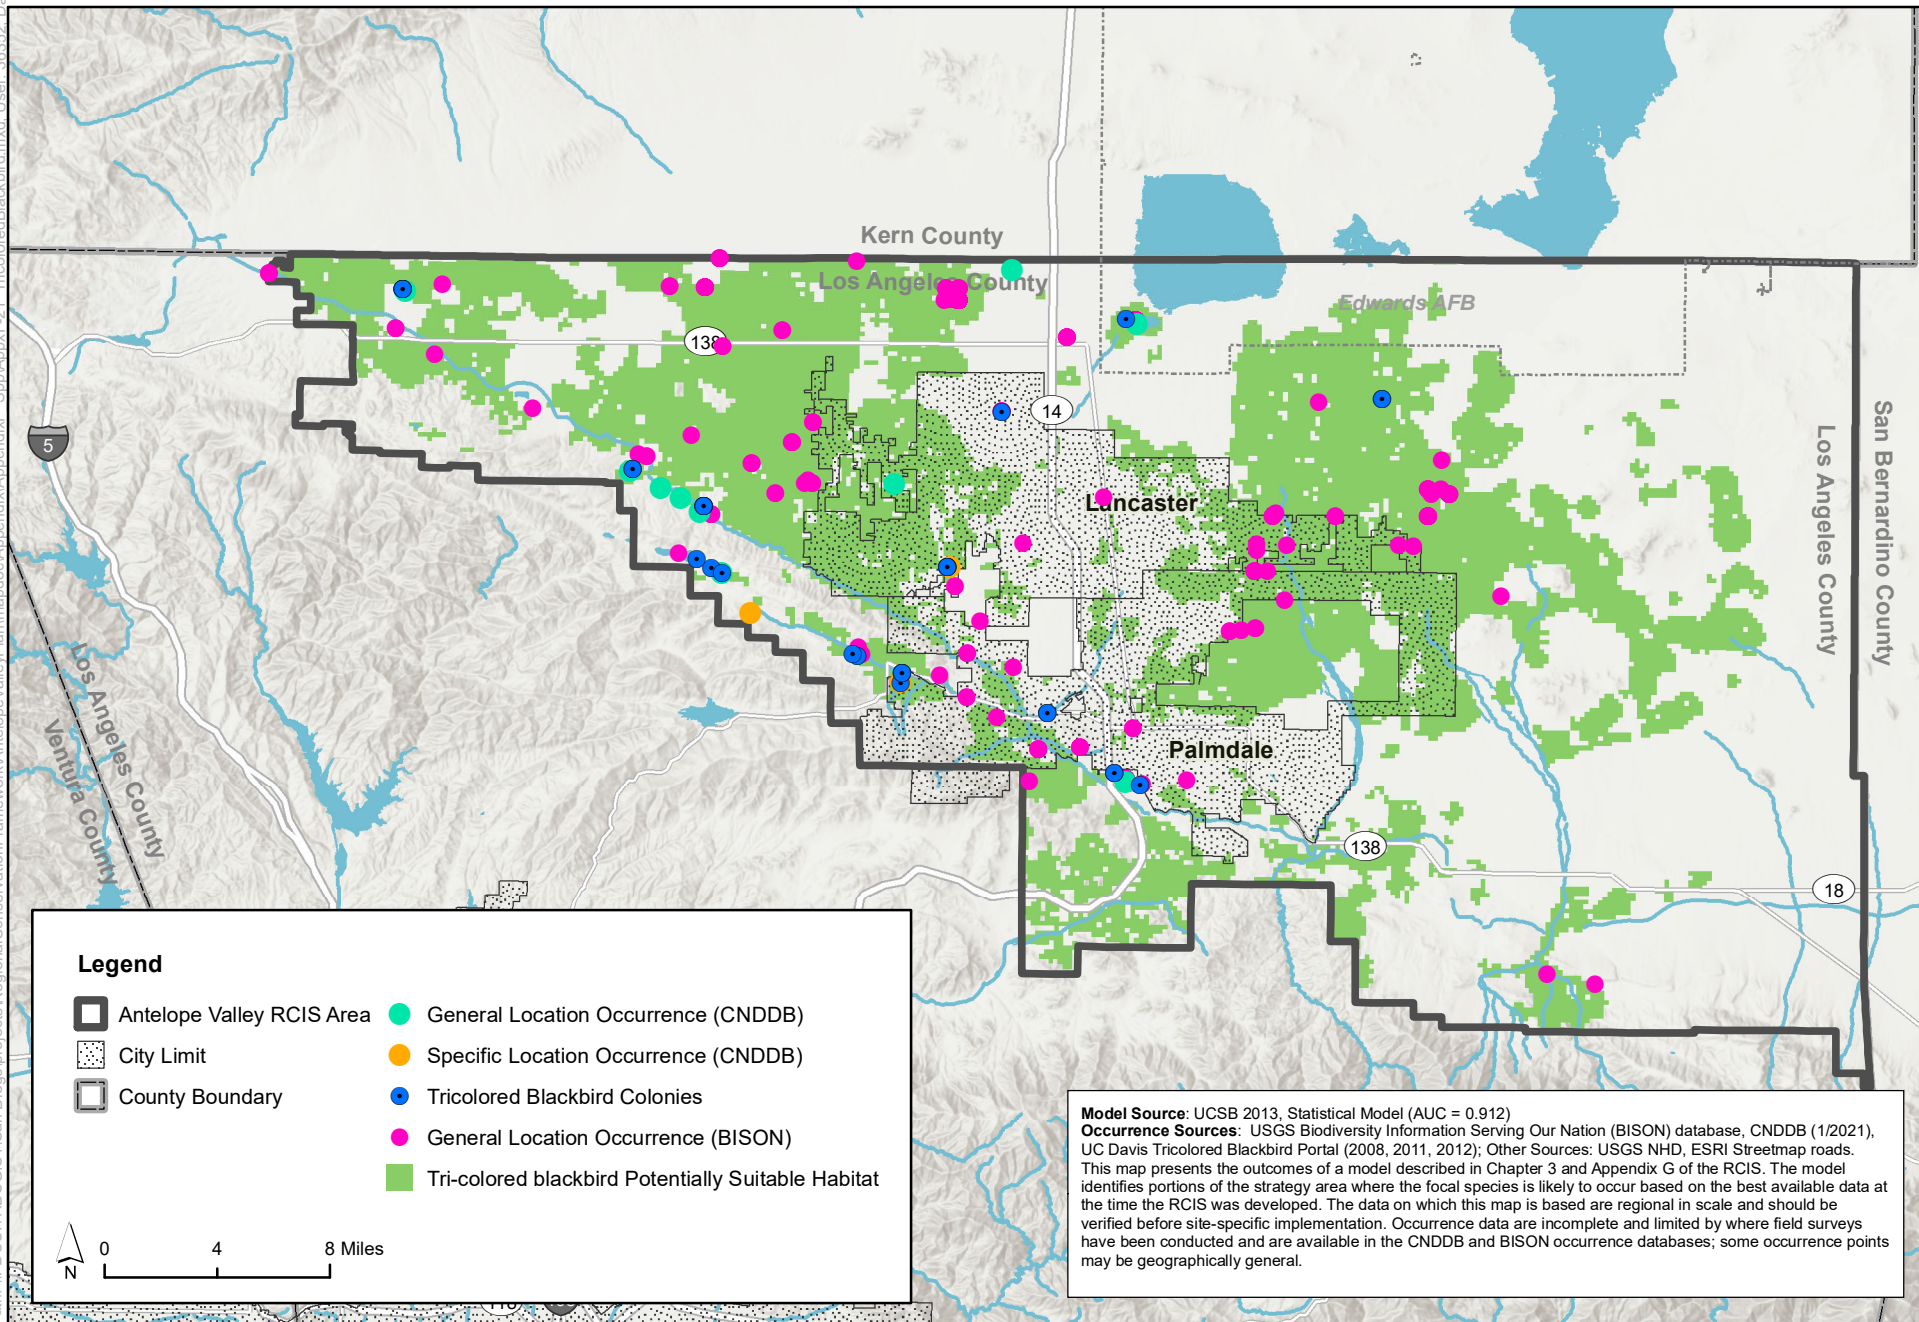 Kern County
Los Angeles County
Edwards AFB
138
14
5
Lancaster
Los Angeles County
San Bernardino County
Los Angeles County
Ventura County
Palmdale
138
18
Legend
Antelope Valley RCIS Area
City Limit
County Boundary
General Location Occurrence (CNDDB)
Specific Location Occurrence (CNDDB)
Tricolored Blackbird Colonies
General Location Occurrence (BISON)
Tri-colored blackbird Potentially Suitable Habitat
N
0 4 8 Miles
Model Source: UCSB 2013, Statistical Model (AUC = 0.912)
Occurrence Sources: USGS Biodiversity Information Serving Our Nation (BISON) database, CNDDB (1/2021),
UC Davis Tricolored Blackbird Portal (2008, 2011, 2012); Other Sources: USGS NHD, ESRI Streetmap roads.
This map presents the outcomes of a model described in Chapter 3 and Appendix G of the RCIS. The model
identifies portions of the strategy area where the focal species is likely to occur based on the best available data at
the time the RCIS was developed. The data on which this map is based are regional in scale and should be
verified before site-specific implementation. Occurrence data are incomplete and limited by where field surveys
have been conducted and are available in the CNDDB and BISON occurrence databases; some occurrence points
may be geographically general.